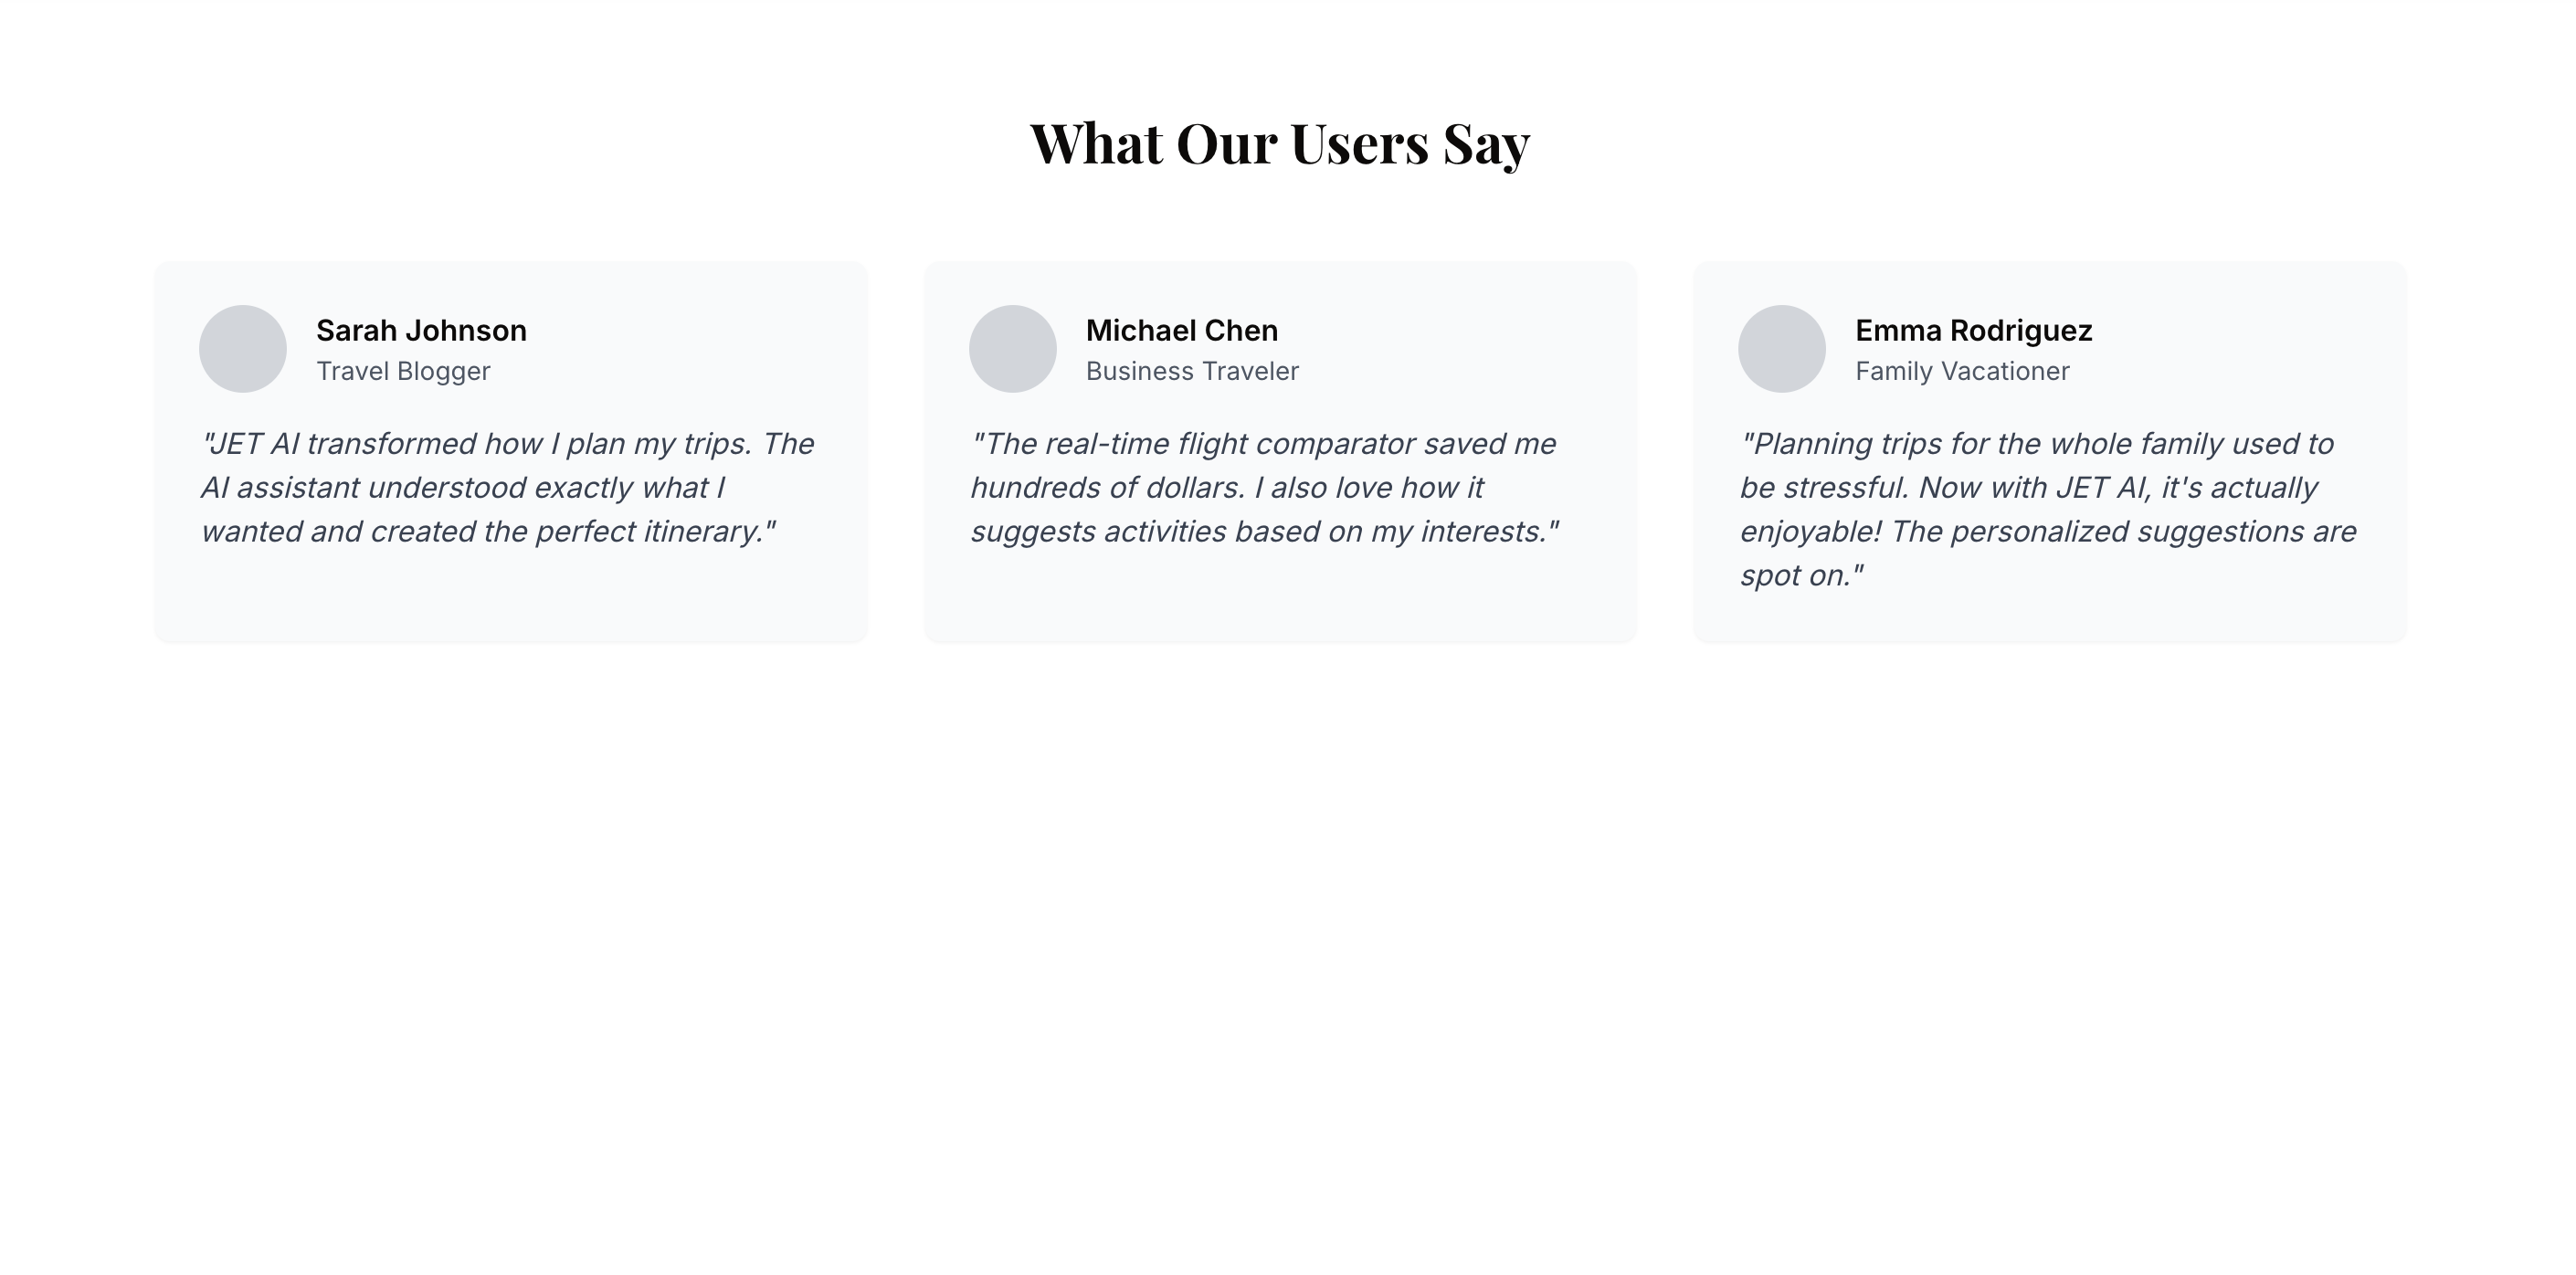 What Our Users Say
Sarah Johnson
Travel Blogger
"JET AI transformed how I plan my trips. The
AI assistant understood exactly what I
wanted and created the perfect itinerary."
Michael Chen
Business Traveler
"The real-time flight comparator saved me
hundreds of dollars. I also love how it
suggests activities based on my interests."
Emma Rodriguez
Family Vacationer
"Planning trips for the whole family used to
be stressful. Now with JET AI, it's actually
enjoyable! The personalized suggestions are
spot on."